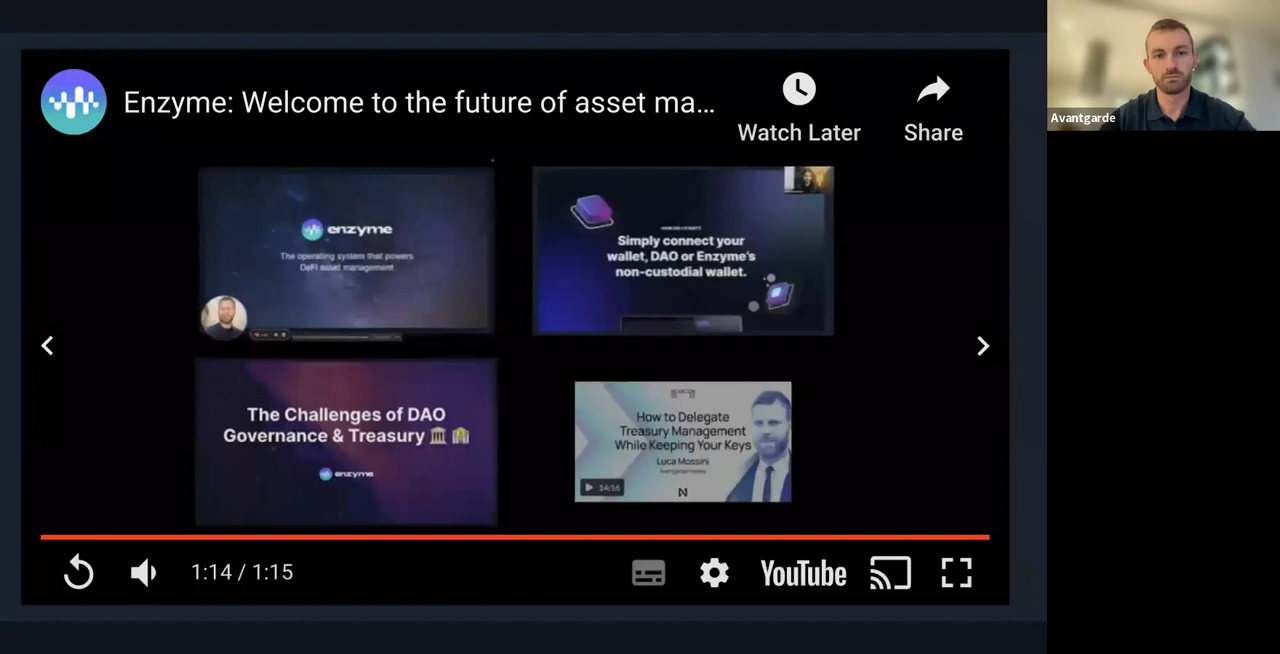 Enzyme: Welcome to the future of asset ma...
Watch Later
Share
Avantgarde
enzyme
The operating system that powers
DeFi asset management
Simply connect your
wallet, DAO or Enzyme's
non-custodial wallet.
The Challenges of DAO
Governance & Treasury
enzyme
How to Delegate
Treasury Management
While Keeping Your Keys
Luca Mossini
14:16
1:14 / 1:15
YouTube